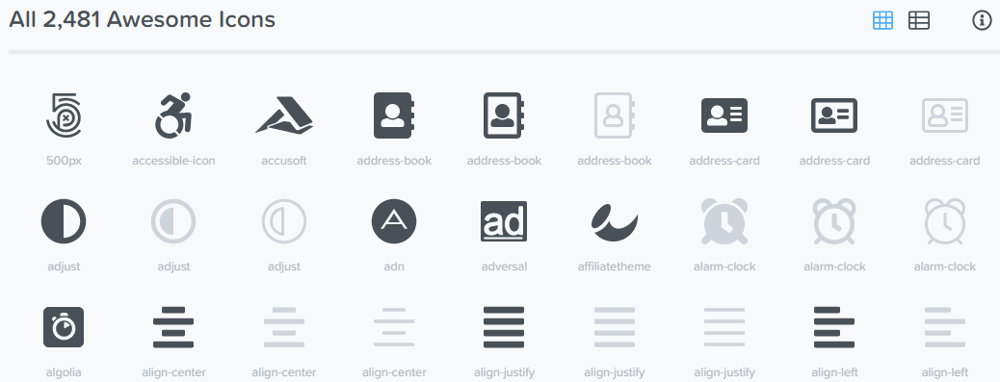 All 2,481 Awesome Icons
500px accessible-icon accusoft address-book address-book address-book address-card address-card address-card
ad
adjust adjust adjust adn adversal affiliatetheme alarm-clock alarm-clock alarm-clock
algolia align-center align-center align-center align-justify align-justify align-justify align-left align-left